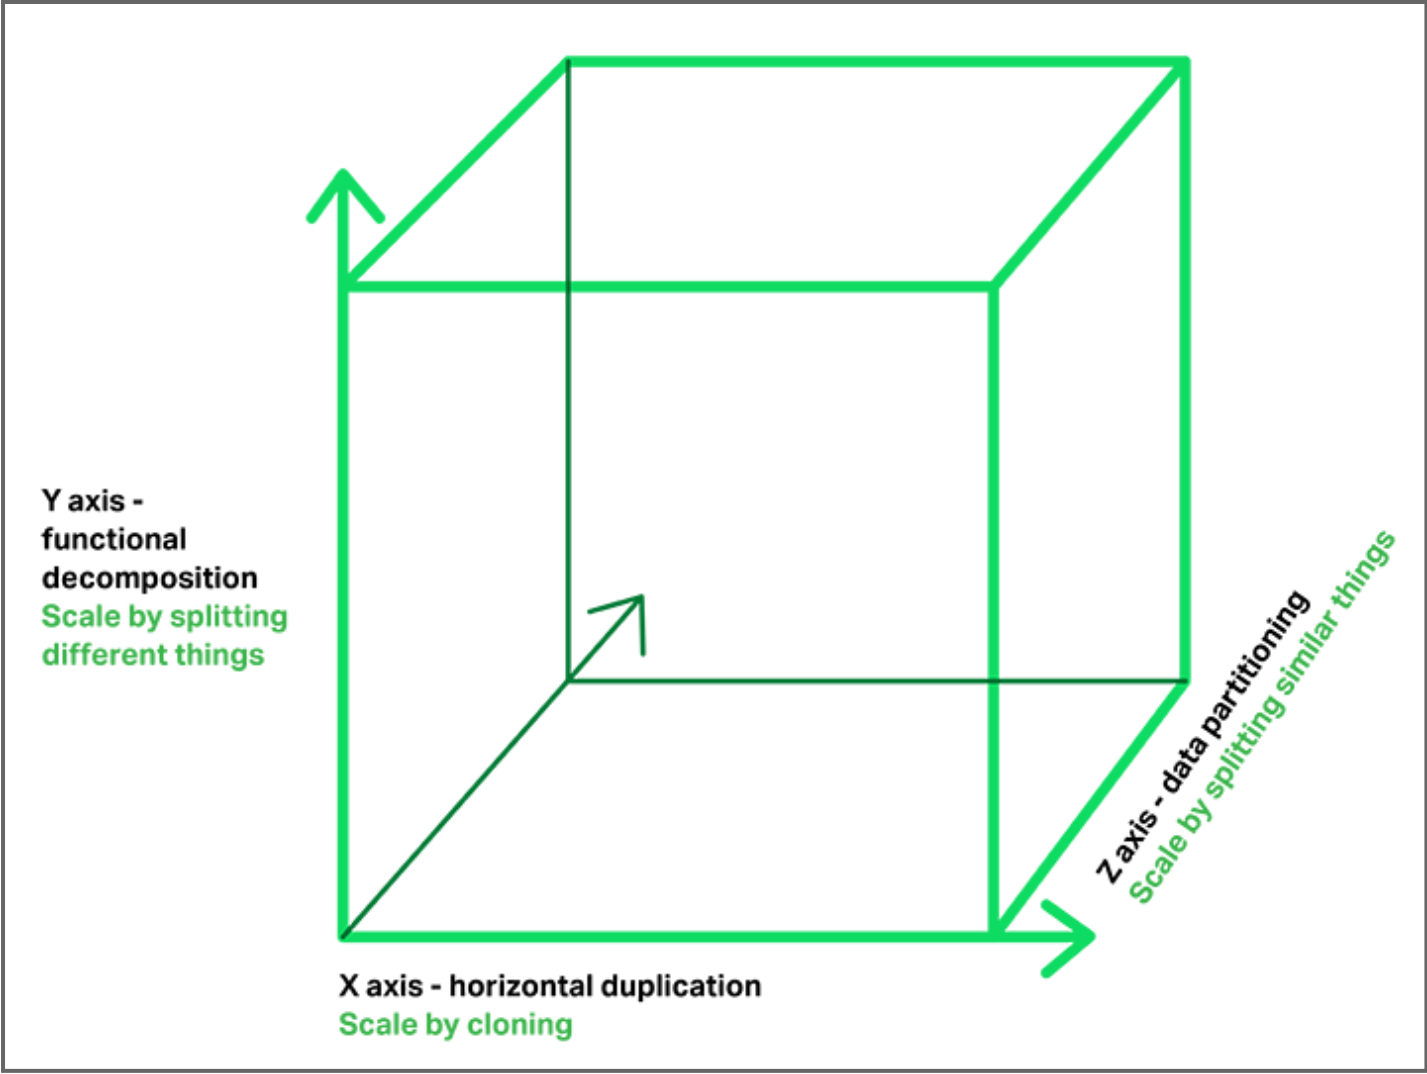 Y axis -
functional
decomposition
Scale by splitting
different things
Z axis - data partitioning
Scale by splitting similar things
X axis - horizontal duplication
Scale by cloning